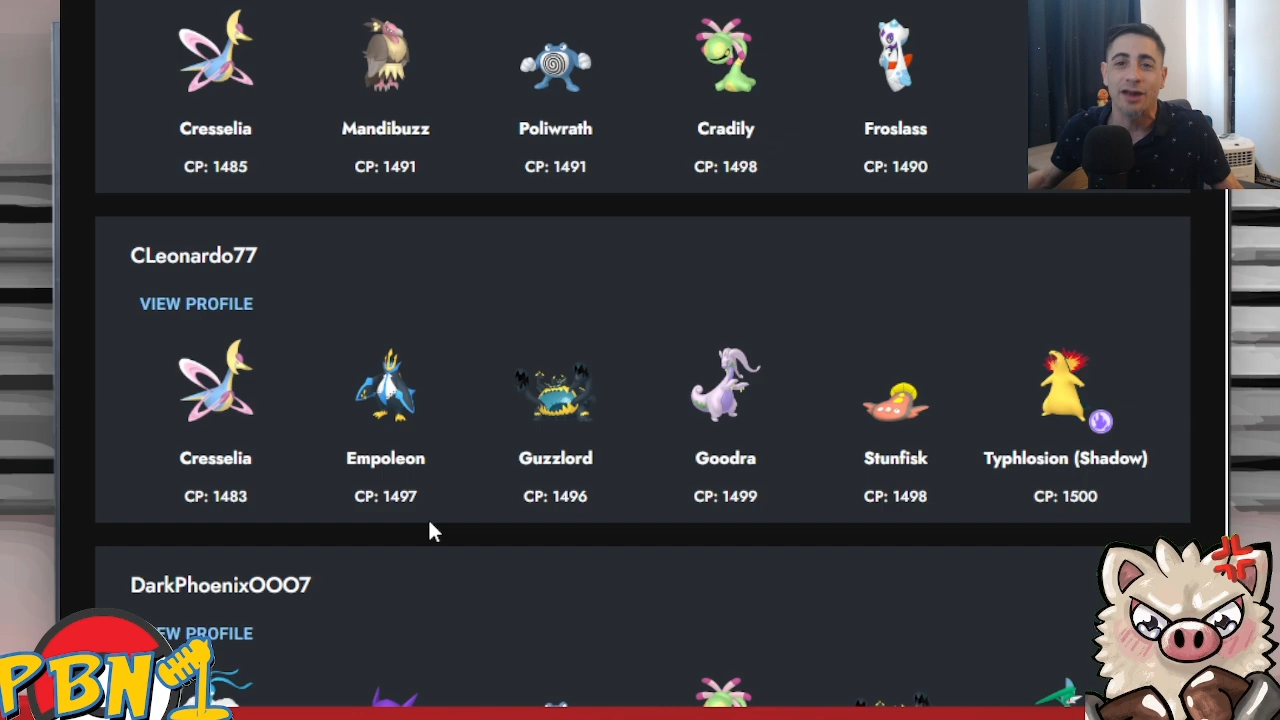 Cresselia Mandibuzz Poliwrath Cradily Froslass
CP: 1485 CP: 1491 CP: 1491 CP: 1498 CP: 1490
CLeonardo77
VIEW PROFILE
Cresselia Empoleon Guzzlord Goodra Stunfisk Typhlosion (Shadow)
CP: 1483 CP: 1497 CP: 1496 CP: 1499 CP: 1498 CP: 1500
DarkPhoenixOOO7
EW PROFILE
PBN